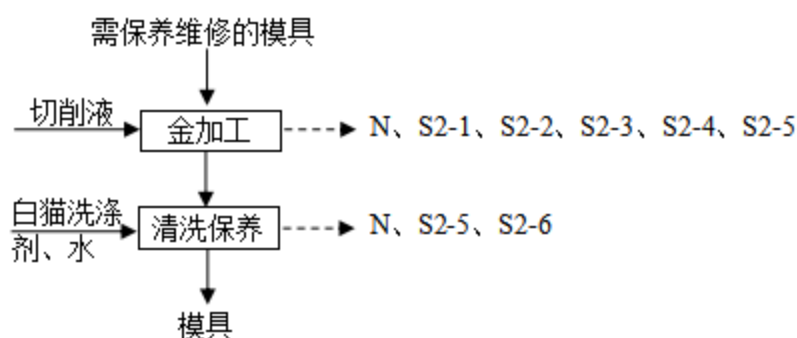 需保养维修的模具
切削液
金加工
N、S2-1、S2-2、S2-3、S2-4、S2-5
白猫洗涤
剂、水
清洗保养
N、S2-5、S2-6
模具